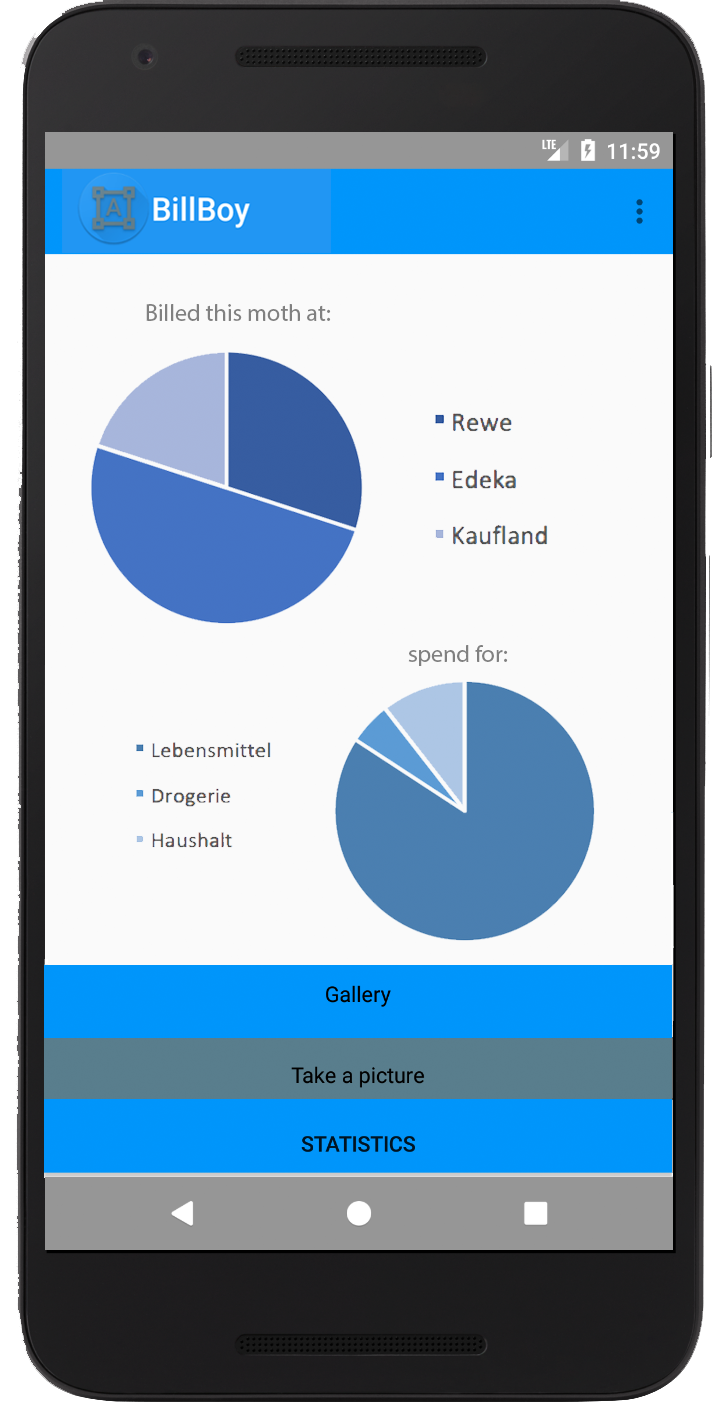 LTE 11:59
A BillBoy
Billed this moth at:
Rewe
Edeka
Kaufland
spend for:
Lebensmittel
Drogerie
Haushalt
Gallery
Take a picture
STATISTICS